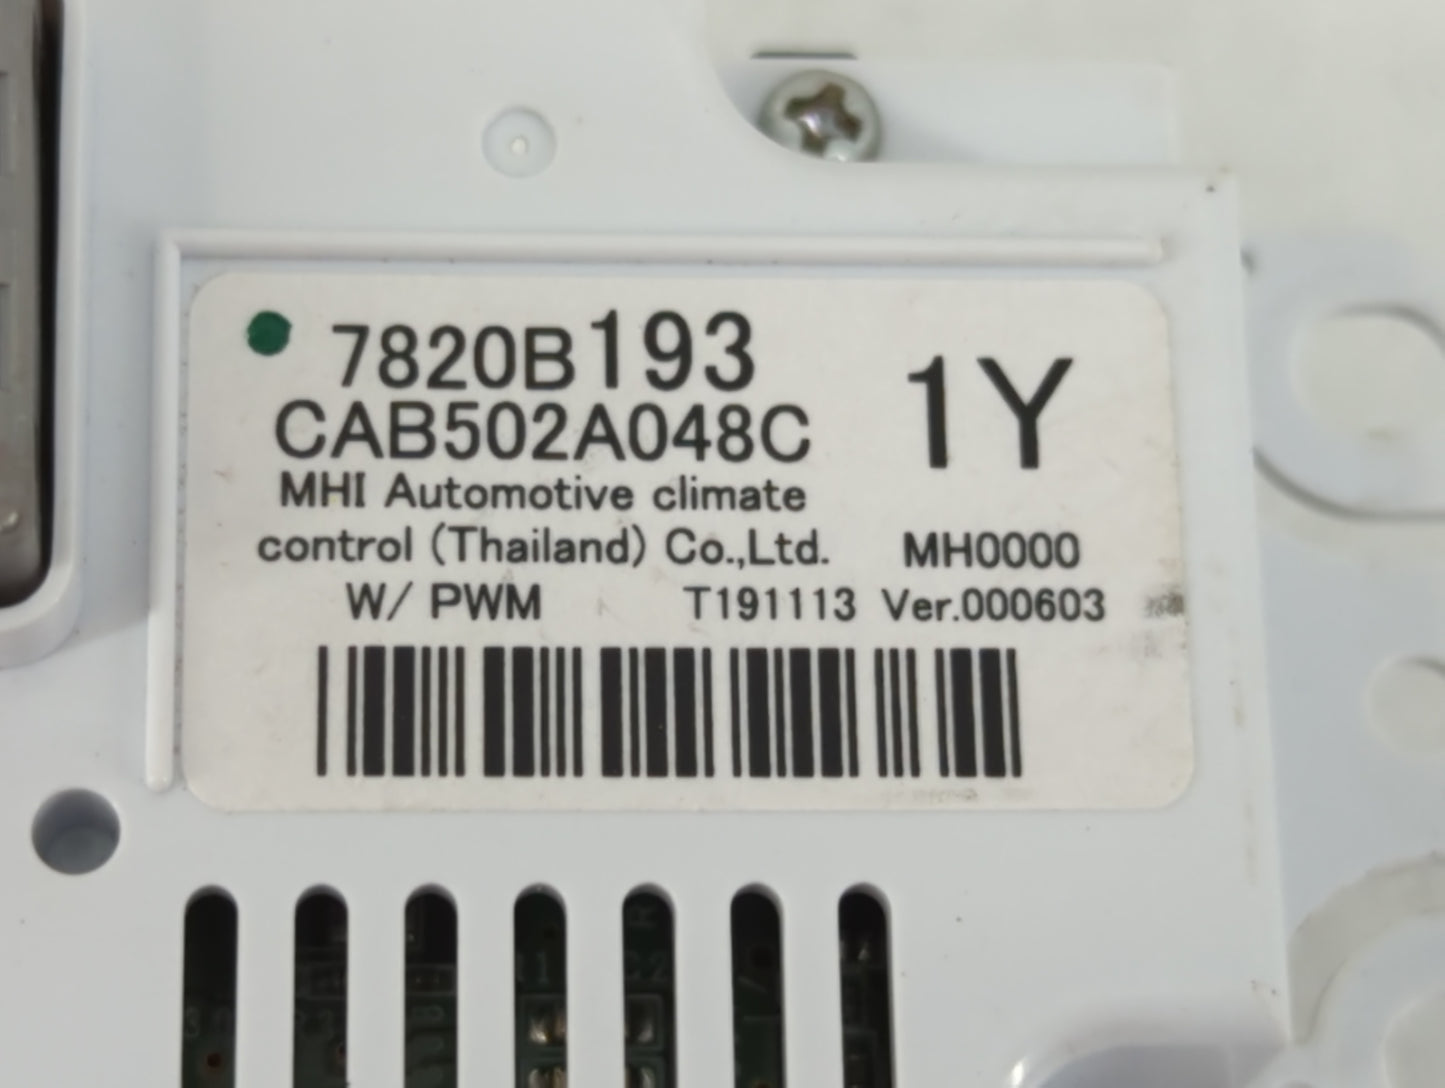 7820B193
CAB502A048C
1Y
MHI Automotive climate
control (Thailand) Co.,Ltd.
MH0000
W/ PWM
T191113 Ver.000603